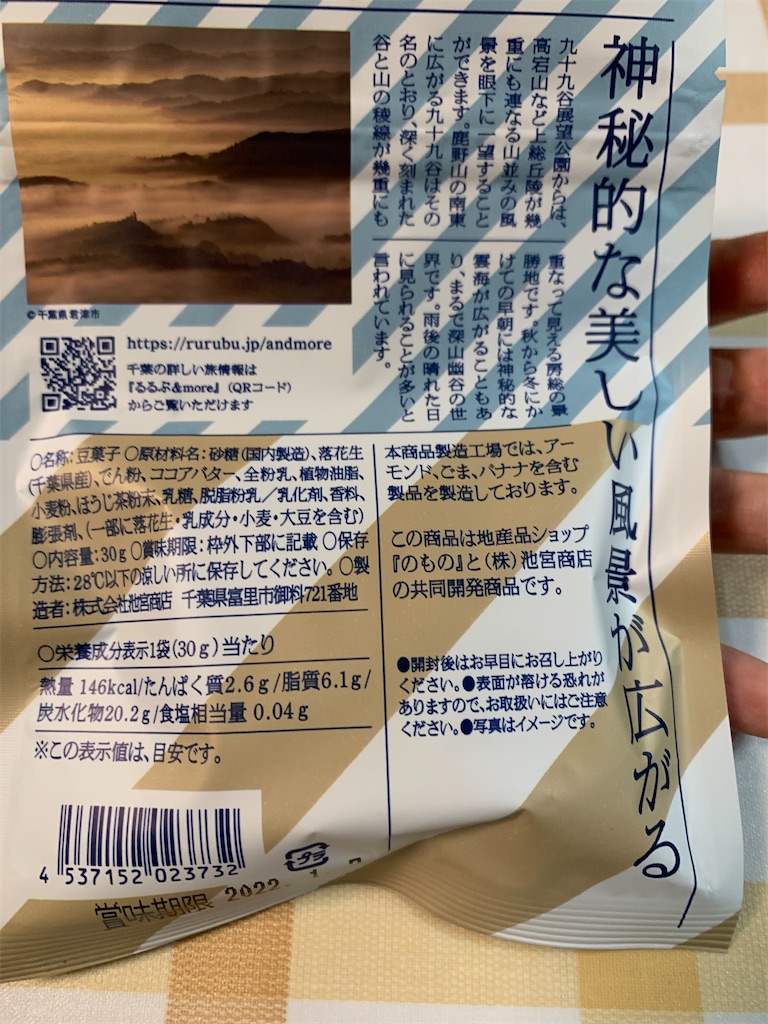 神秘的な美しい風景が広がる
九十九谷展望公園からは、
高宕山など上総丘陵が幾
重にも連なる山並みの風
景を眼下に一望すること
ができます。鹿野山の南東
に広がる九十九谷はその
名のとおり、深く刻まれた
谷と山の稜線が幾重にも
重なって見える房総の景
勝地です。秋から冬にか
けての早朝には神秘的な
雲海が広がることもあ
り、まるで深山幽谷の世
界です。雨後の晴れた日
に見られることが多いと
言われています。
©千葉県君津市
https://rurubu.jp/andmore
千葉の詳しい旅情報は
『るるぶ&more』(QRコード)
からご覧いただけます
○名称:豆菓子 ○原材料名:砂糖(国内製造)、落花生
(千葉県産)、でん粉、ココアバター、全粉乳、植物油脂、
小麦粉、ほうじ茶粉末、乳糖、脱脂粉乳/乳化剤、香料、
膨張剤、(一部に落花生・乳成分・小麦・大豆を含む)
○内容量:30g ○賞味期限:枠外下部に記載 ○保存
方法:28℃以下の涼しい所に保存してください。○製
造者:株式会社池宮商店 千葉県富里市御料721番地
○栄養成分表示1袋(30g)当たり
熱量 146kcal/たんぱく質2.6g/脂質6.1g/
炭水化物20.2g/食塩相当量 0.04g
※この表示値は、目安です。
本商品製造工場では、アー
モンド、ごま、バナナを含む
製品を製造しております。
この商品は地産品ショップ
『のもの』と(株)池宮商店
の共同開発商品です。
●開封後はお早目にお召し上がり
ください。●表面が溶ける恐れが
ありますので、お取扱いにはご注意
ください。●写真はイメージです。
4 537152 023732
プラ
賞味期限 2022.